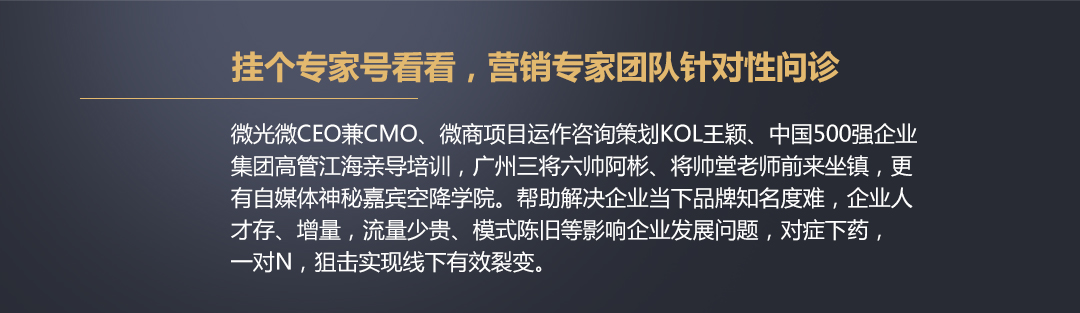 挂个专家号看看，营销专家团队针对性问诊
微光微CEO兼CMO、微商项目运作咨询策划KOL王颖、中国500强企业
集团高管江海亲导培训，广州三将六帅阿彬、将帅堂老师前来坐镇，更
有自媒体神秘嘉宾空降学院。帮助解决企业当下品牌知名度难，企业人
才存、增量，流量少贵、模式陈旧等影响企业发展问题，对症下药，
一对N，狙击实现线下有效裂变。